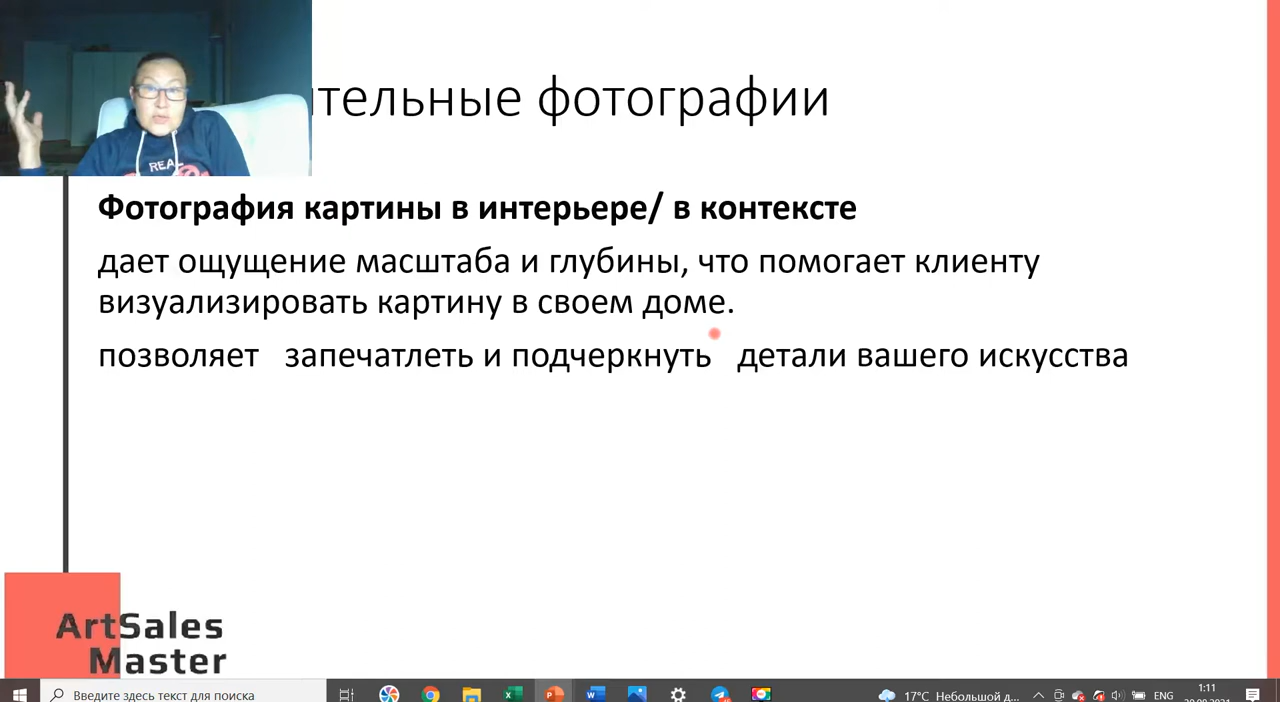 тельные фотографии
REAL
Фотография картины в интерьере/ в контексте
дает ощущение масштаба и глубины, что помогает клиенту
визуализировать картину в своем доме.
позволяет запечатлеть и подчеркнуть детали вашего искусства
ArtSales
Master
Введите здесь текст для поиска
17°C Небольшой д...
ENG
1:11